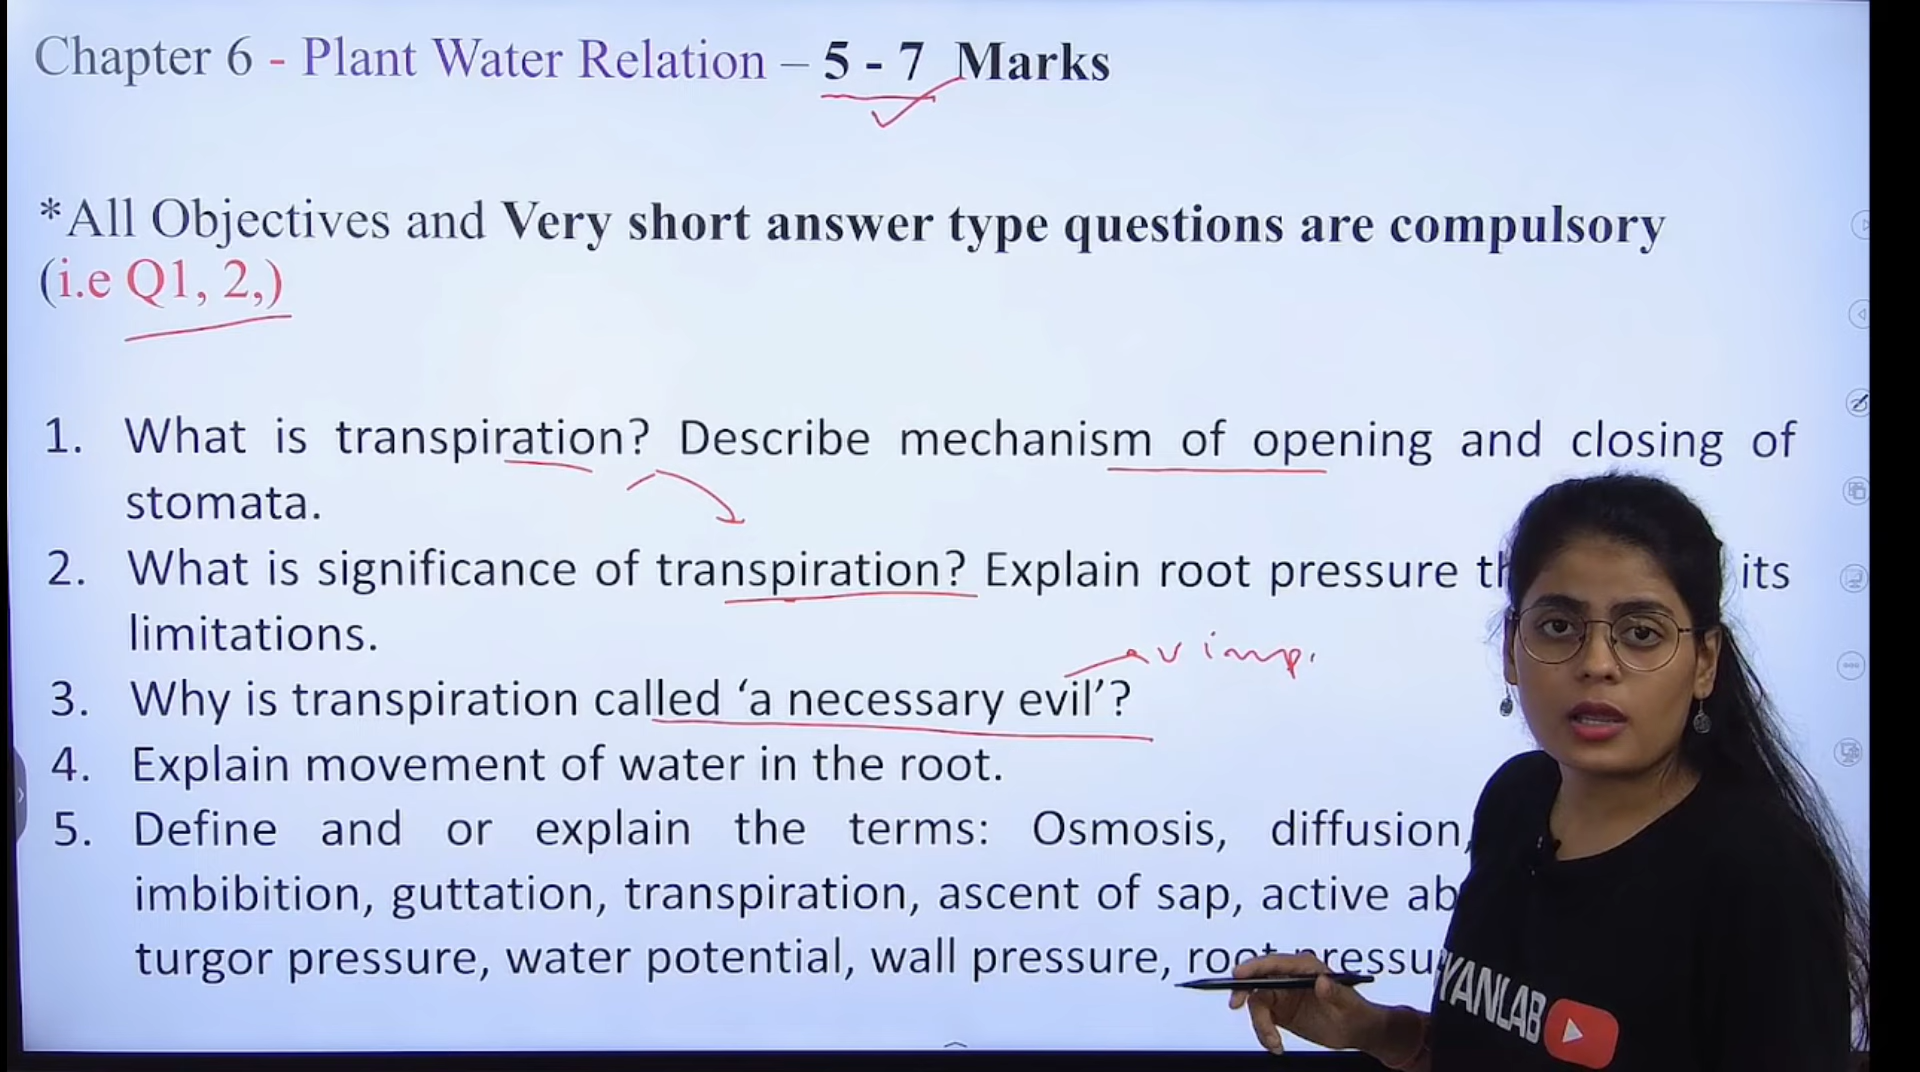 Chapter 6 - Plant Water Relation – 5 - 7 Marks
*All Objectives and Very short answer type questions are compulsory
(i.e Q1, 2,)
1. What is transpiration? Describe mechanism of opening and closing of
stomata.
2. What is significance of transpiration? Explain root pressure its
limitations.
imp.
3. Why is transpiration called ‘a necessary evil’?
4. Explain movement of water in the root.
5. Define and or explain the terms: Osmosis, diffusion,
imbibition, guttation, transpiration, ascent of sap, active
turgor pressure, water potential, wall pressure, root
YANLAB